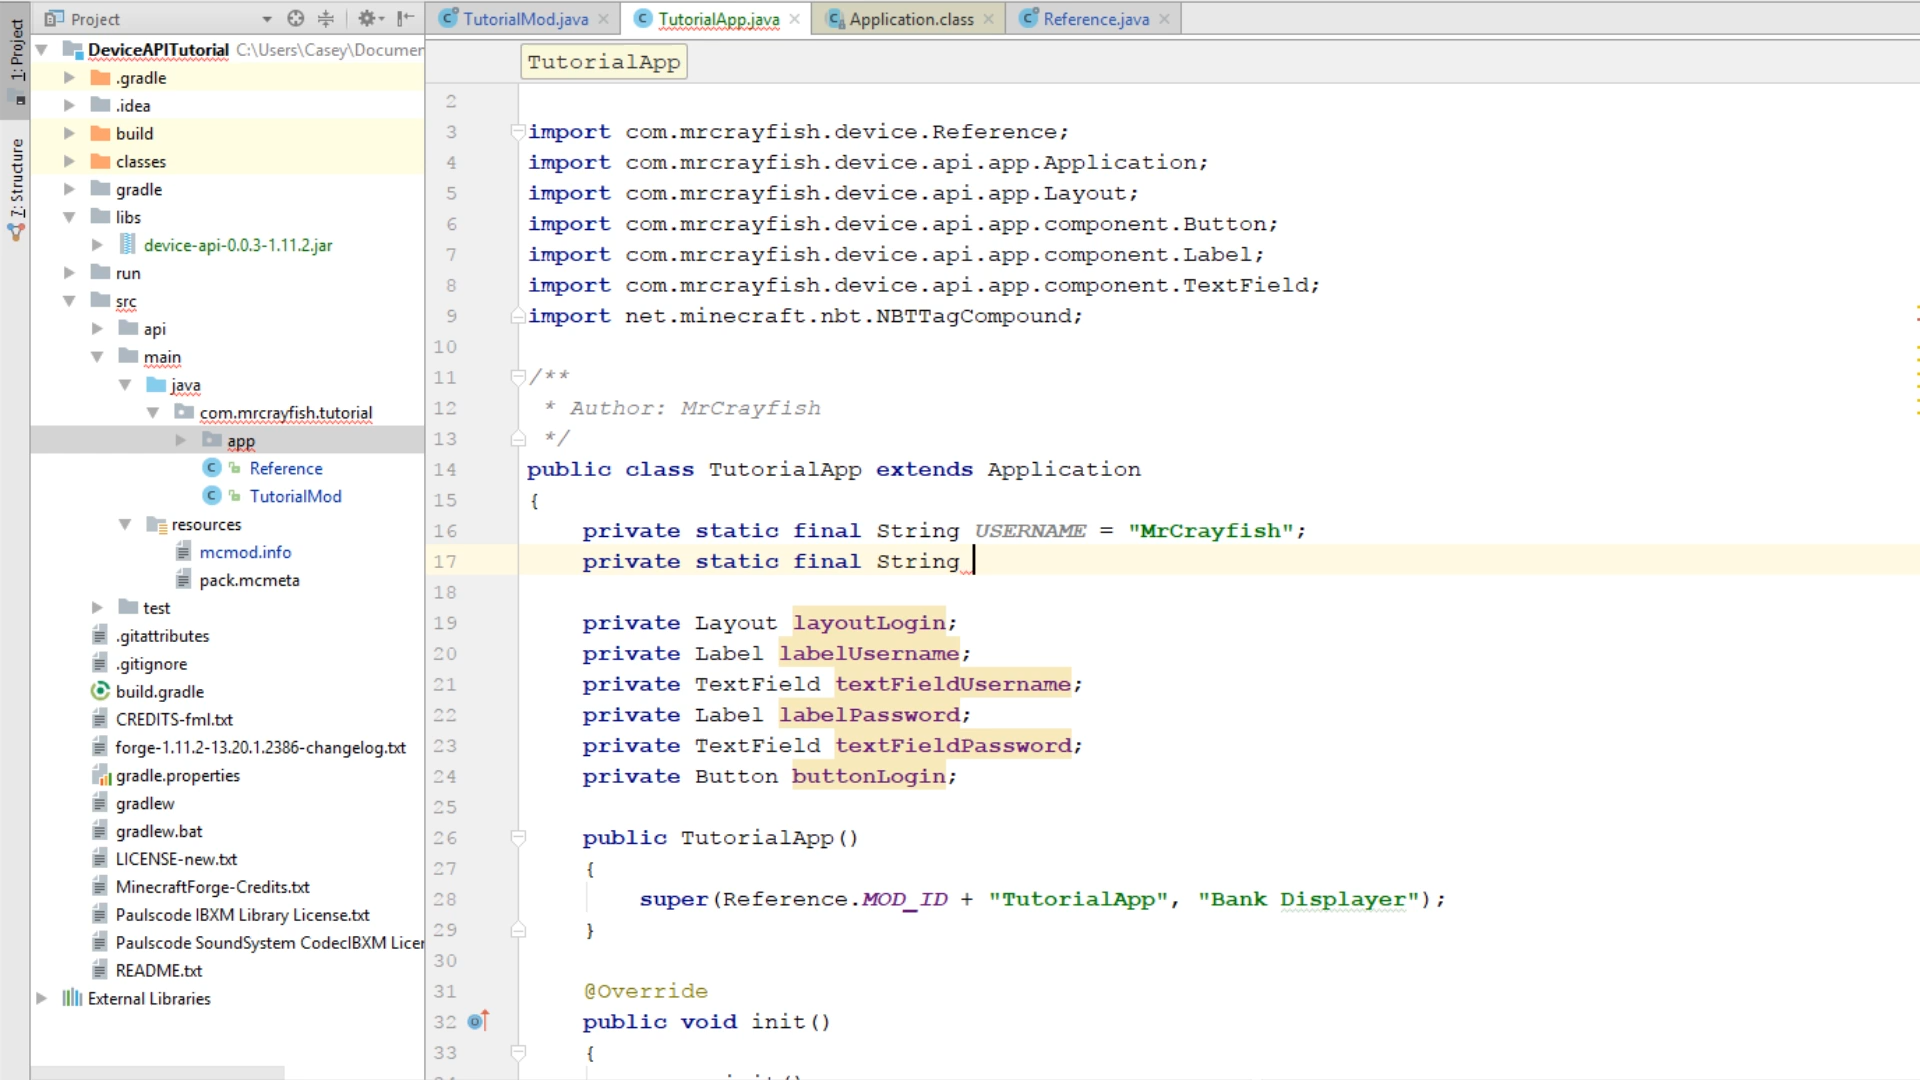 Project
TutorialMod.java
TutorialApp.java
Application.class
Reference.java
1: Project
7: Structure
DeviceAPITutorial C:\Users\Casey\Documen
.gradle
.idea
build
classes
gradle
libs
device-api-0.0.3-1.11.2.jar
run
src
api
main
java
com.mrcrayfish.tutorial
app
Reference
TutorialMod
resources
mcmod.info
pack.mcmeta
test
.gitattributes
.gitignore
build.gradle
CREDITS-fml.txt
forge-1.11.2-13.20.1.2386-changelog.txt
gradle.properties
gradlew
gradlew.bat
LICENSE-new.txt
MinecraftForge-Credits.txt
Paulscode IBXM Library License.txt
Paulscode SoundSystem CodecIBXM Licen
README.txt
External Libraries
TutorialApp
2
3 import com.mrcrayfish.device.Reference;
4 import com.mrcrayfish.device.api.app.Application;
5 import com.mrcrayfish.device.api.app.Layout;
6 import com.mrcrayfish.device.api.app.component.Button;
7 import com.mrcrayfish.device.api.app.component.Label;
8 import com.mrcrayfish.device.api.app.component.TextField;
9 import net.minecraft.nbt.NBTTagCompound;
10
11 /**
12 * Author: MrCrayfish
13 */
14 public class TutorialApp extends Application
15 {
16 private static final String USERNAME = "MrCrayfish";
17 private static final String
18
19 private Layout layoutLogin;
20 private Label labelUsername;
21 private TextField textFieldUsername;
22 private Label labelPassword;
23 private TextField textFieldPassword;
24 private Button buttonLogin;
25
26 public TutorialApp()
27 {
28 super(Reference.MOD_ID + "TutorialApp", "Bank Displayer");
29 }
30
31 @Override
32 public void init()
33 {